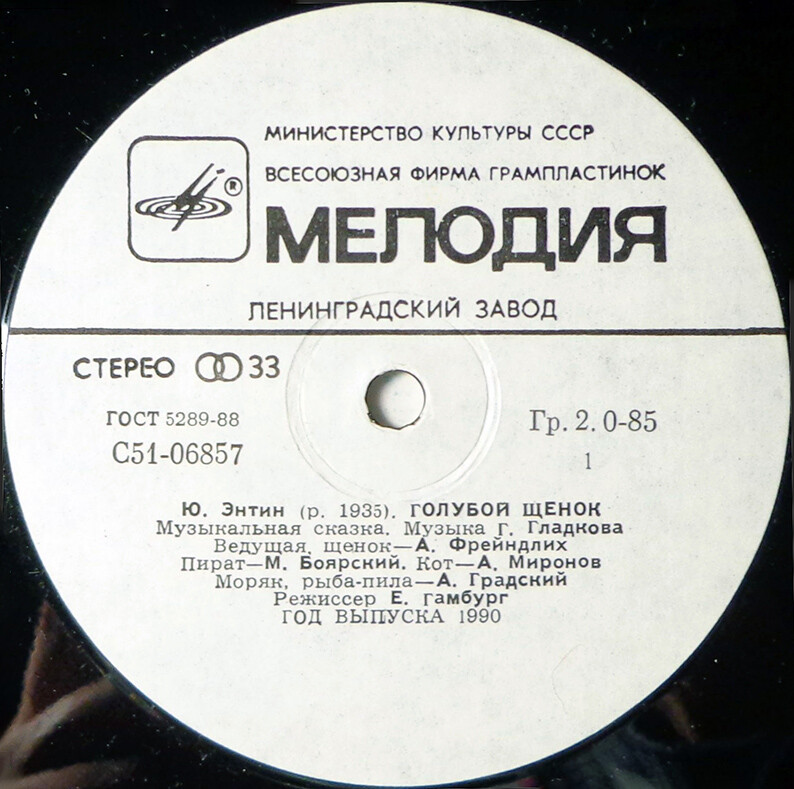 МИНИСТЕРСТВО КУЛЬТУРЫ СССР
ВСЕСОЮЗНАЯ ФИРМА ГРАМПЛАСТИНОК
®
МЕЛОДИЯ
ЛЕНИНГРАДСКИЙ ЗАВОД
СТЕРЕО 33
ГОСТ 5289-88
Гр. 2. 0-85
С51-06857
1
Ю. Энтин (р. 1935). ГОЛУБОЙ ЩЕНОК
Музыкальная сказка. Музыка Г. Гладкова
Ведущая, щенок—А. Фрейндлих
Пират—М. Боярский. Кот—А. Миронов
Моряк, рыба-пила—А. Градский
Режиссер Е. Гамбург
ГОД ВЫПУСКА 1990